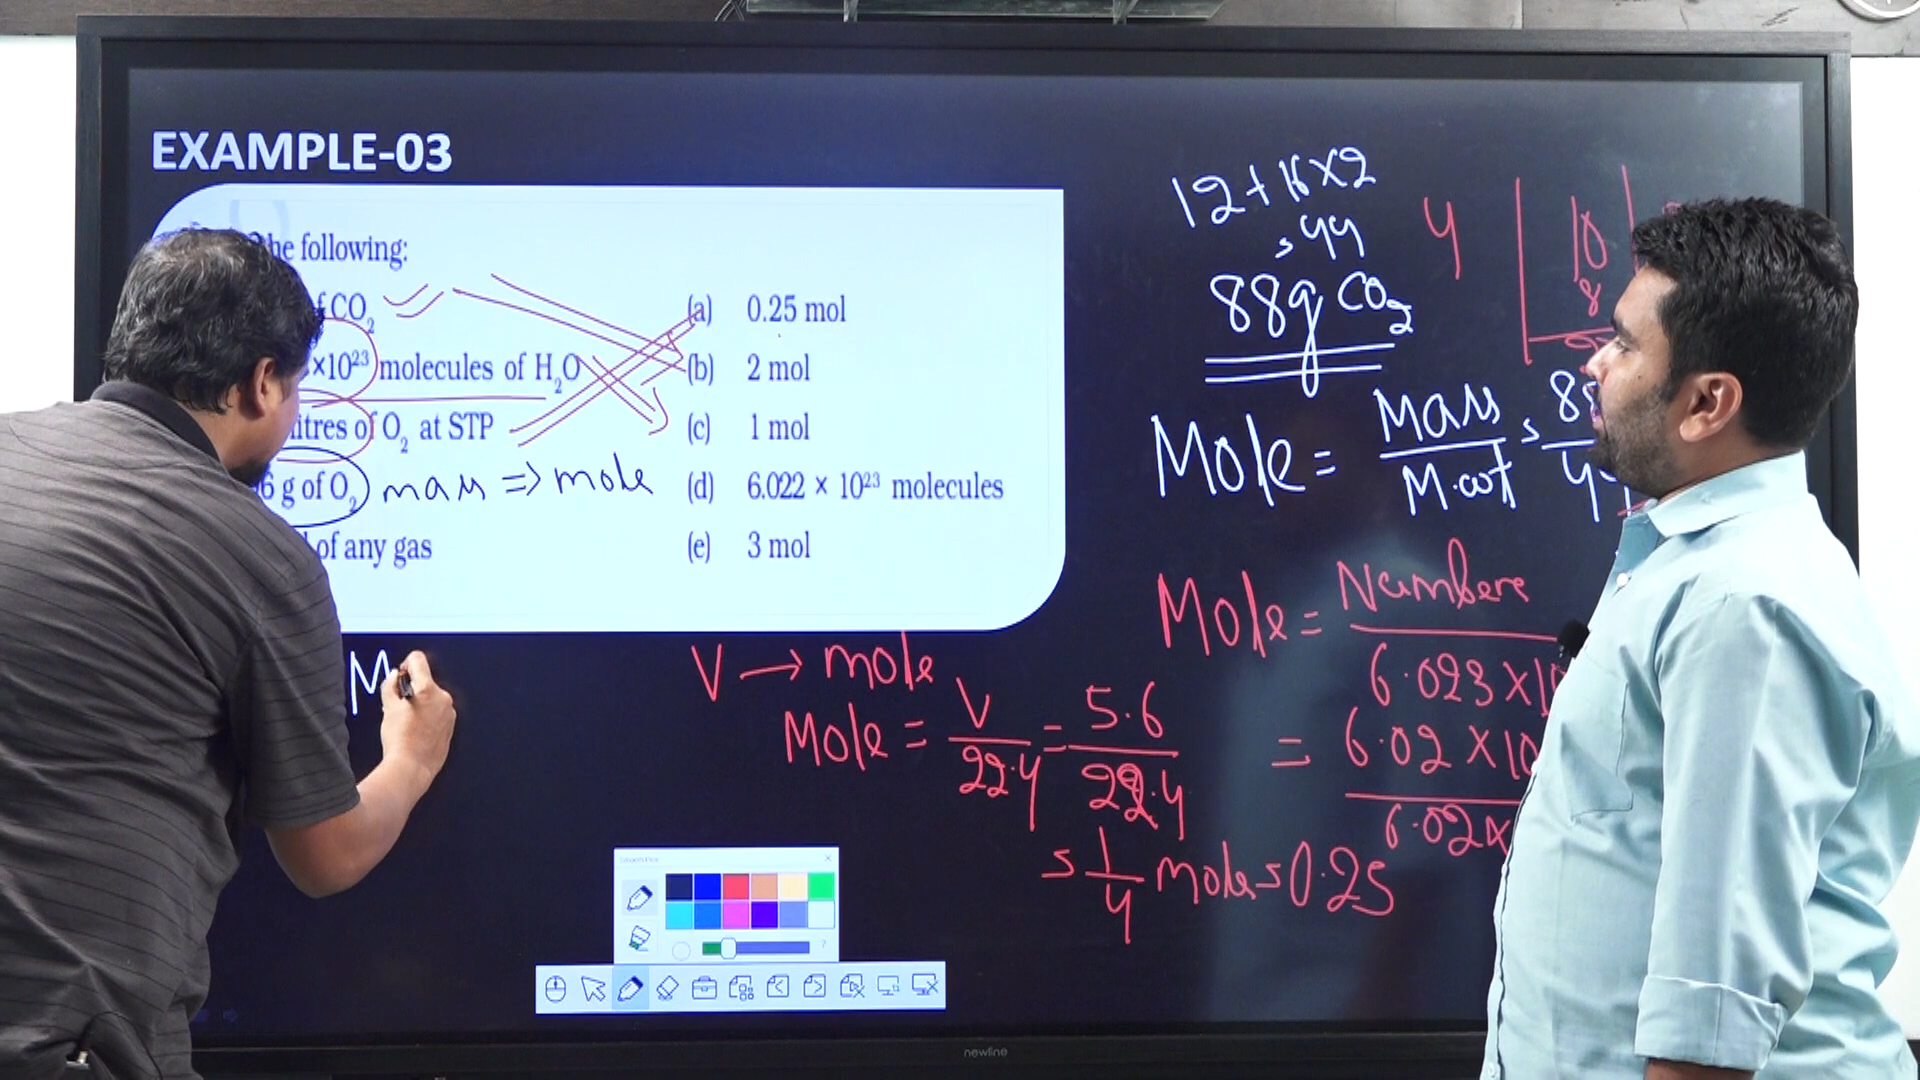 EXAMPLE-03
the following:
of CO2
×10²³ molecules of H2O
litres of O2 at STP
6 g of O2 mass => mole
of any gas
(a) 0.25 mol
(b) 2 mol
(c) 1 mol
(d) 6.022 × 10²³ molecules
(e) 3 mol
12+16×2
=44
88g CO2
Mole = Mass/M.wt = 88/44
4 10
8
Mole = Numbers/6.023×10
= 6.02×10/6.02×
V → mole
Mole = V/22.4 = 5.6/22.4
= 1/4 mole = 0.25
M
newline